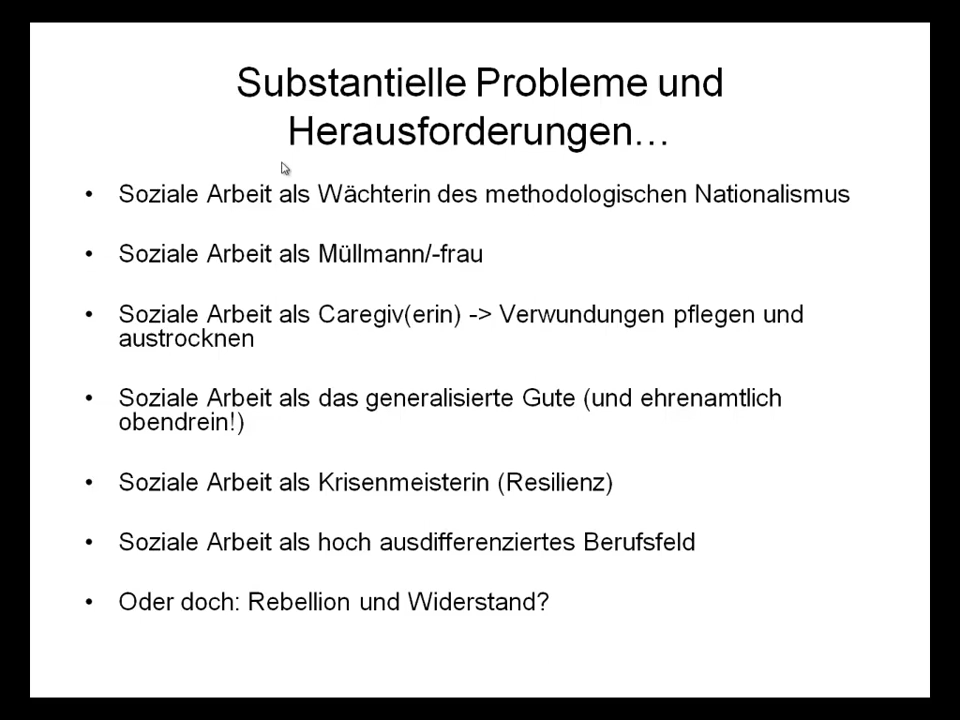 Substantielle Probleme und
Herausforderungen…
• Soziale Arbeit als Wächterin des methodologischen Nationalismus
• Soziale Arbeit als Müllmann/-frau
• Soziale Arbeit als Caregiv(erin) -> Verwundungen pflegen und
austrocknen
• Soziale Arbeit als das generalisierte Gute (und ehrenamtlich
obendrein!)
• Soziale Arbeit als Krisenmeisterin (Resilienz)
• Soziale Arbeit als hoch ausdifferenziertes Berufsfeld
• Oder doch: Rebellion und Widerstand?